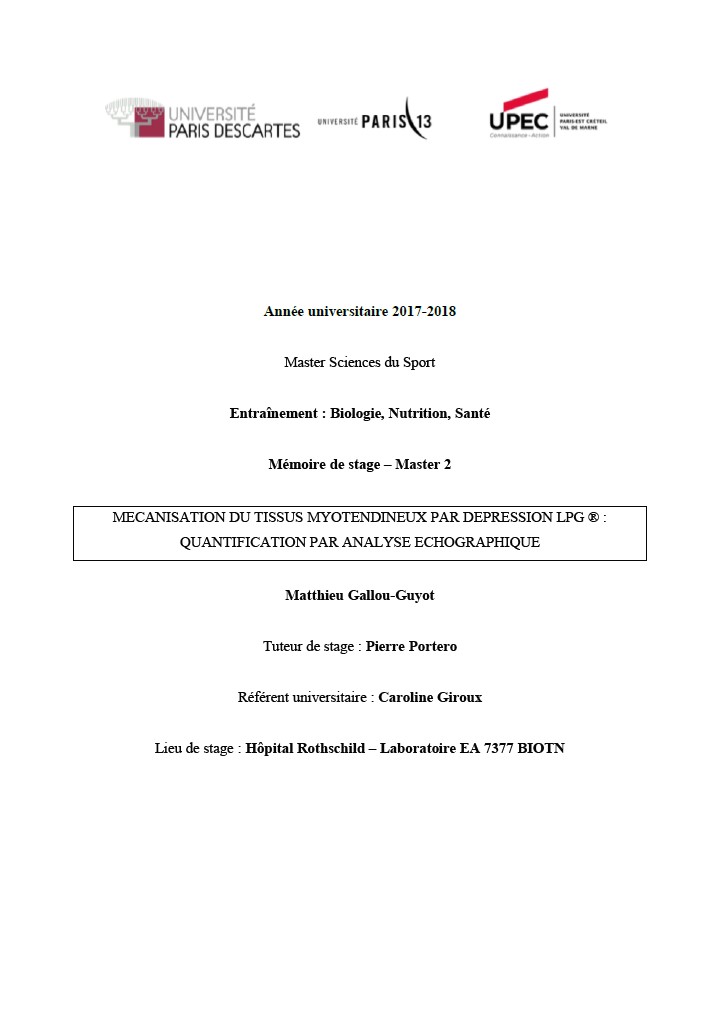 UNIVERSITÉ
PARIS DESCARTES
UNIVERSITÉ PARIS 13
UPEC
Connaissance - Action
UNIVERSITÉ
PARIS-EST CRÉTEIL
VAL DE MARNE
Année universitaire 2017-2018
Master Sciences du Sport
Entraînement : Biologie, Nutrition, Santé
Mémoire de stage – Master 2
MECANISATION DU TISSUS MYOTENDINEUX PAR DEPRESSION LPG ® :
QUANTIFICATION PAR ANALYSE ECHOGRAPHIQUE
Matthieu Gallou-Guyot
Tuteur de stage : Pierre Portero
Référent universitaire : Caroline Giroux
Lieu de stage : Hôpital Rothschild – Laboratoire EA 7377 BIOTN